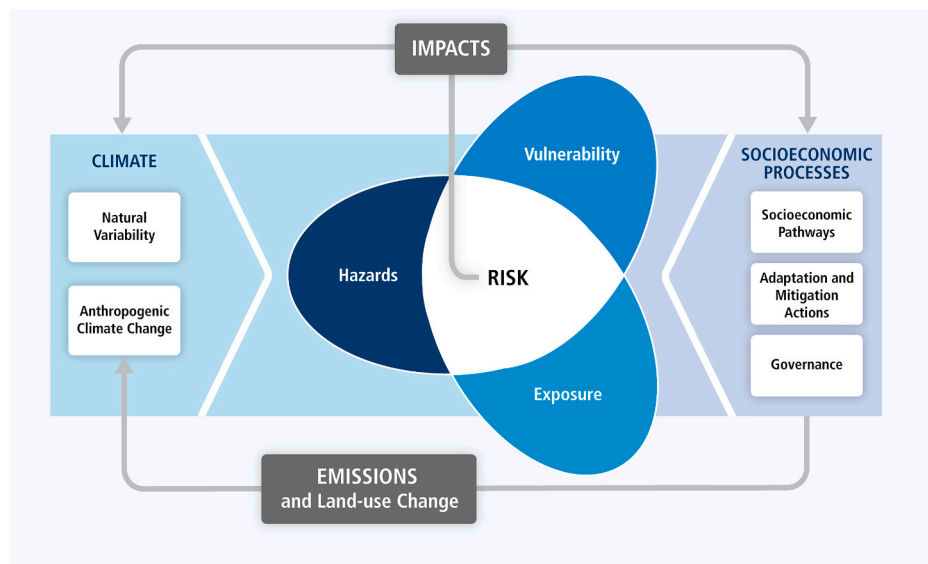 IMPACTS
CLIMATE
Natural
Variability
Anthropogenic
Climate Change
Vulnerability
Hazards
RISK
Exposure
SOCIOECONOMIC
PROCESSES
Socioeconomic
Pathways
Adaptation and
Mitigation
Actions
Governance
EMISSIONS
and Land-use Change